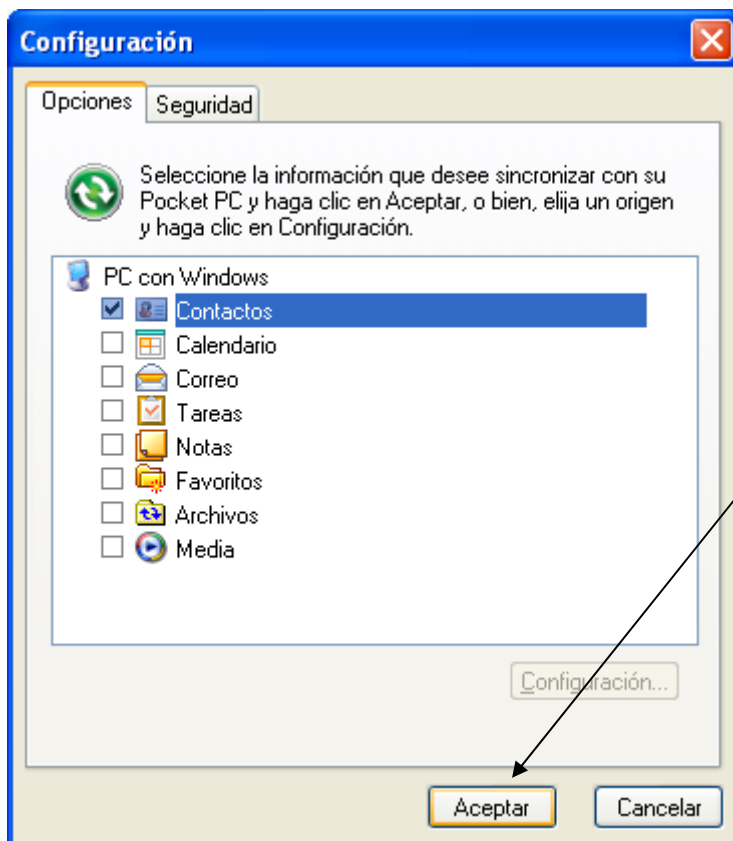 Configuración
Opciones Seguridad
Seleccione la información que desee sincronizar con su
Pocket PC y haga clic en Aceptar, o bien, elija un origen
y haga clic en Configuración.
PC con Windows
Contactos
Calendario
Correo
Tareas
Notas
Favoritos
Archivos
Media
Configuración...
Aceptar Cancelar